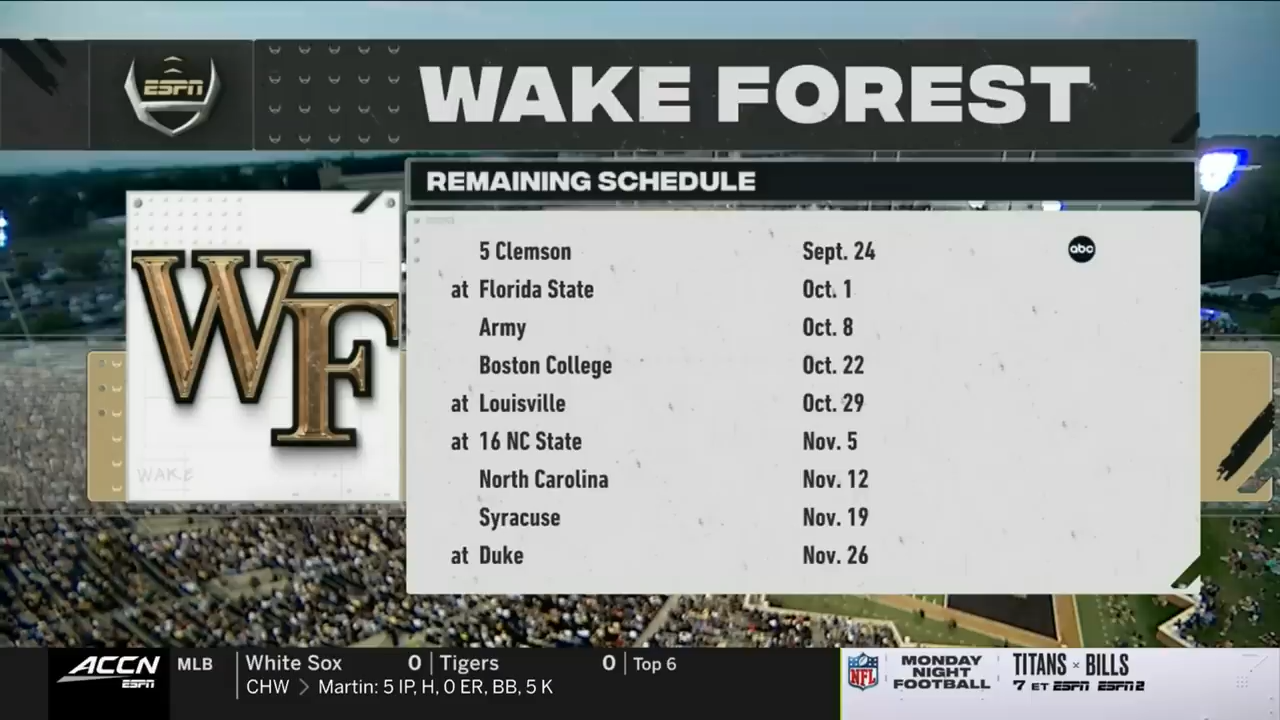 ESPN
WAKE FOREST
REMAINING SCHEDULE
WF
WAKE
5 Clemson Sept. 24 abc
at Florida State Oct. 1
Army Oct. 8
Boston College Oct. 22
at Louisville Oct. 29
at 16 NC State Nov. 5
North Carolina Nov. 12
Syracuse Nov. 19
at Duke Nov. 26
ACCN
ESPN
MLB White Sox 0 Tigers 0 Top 6
CHW > Martin: 5 IP, H, 0 ER, BB, 5 K
NFL
MONDAY
NIGHT
FOOTBALL
TITANS × BILLS
7 ET ESPN ESPN2